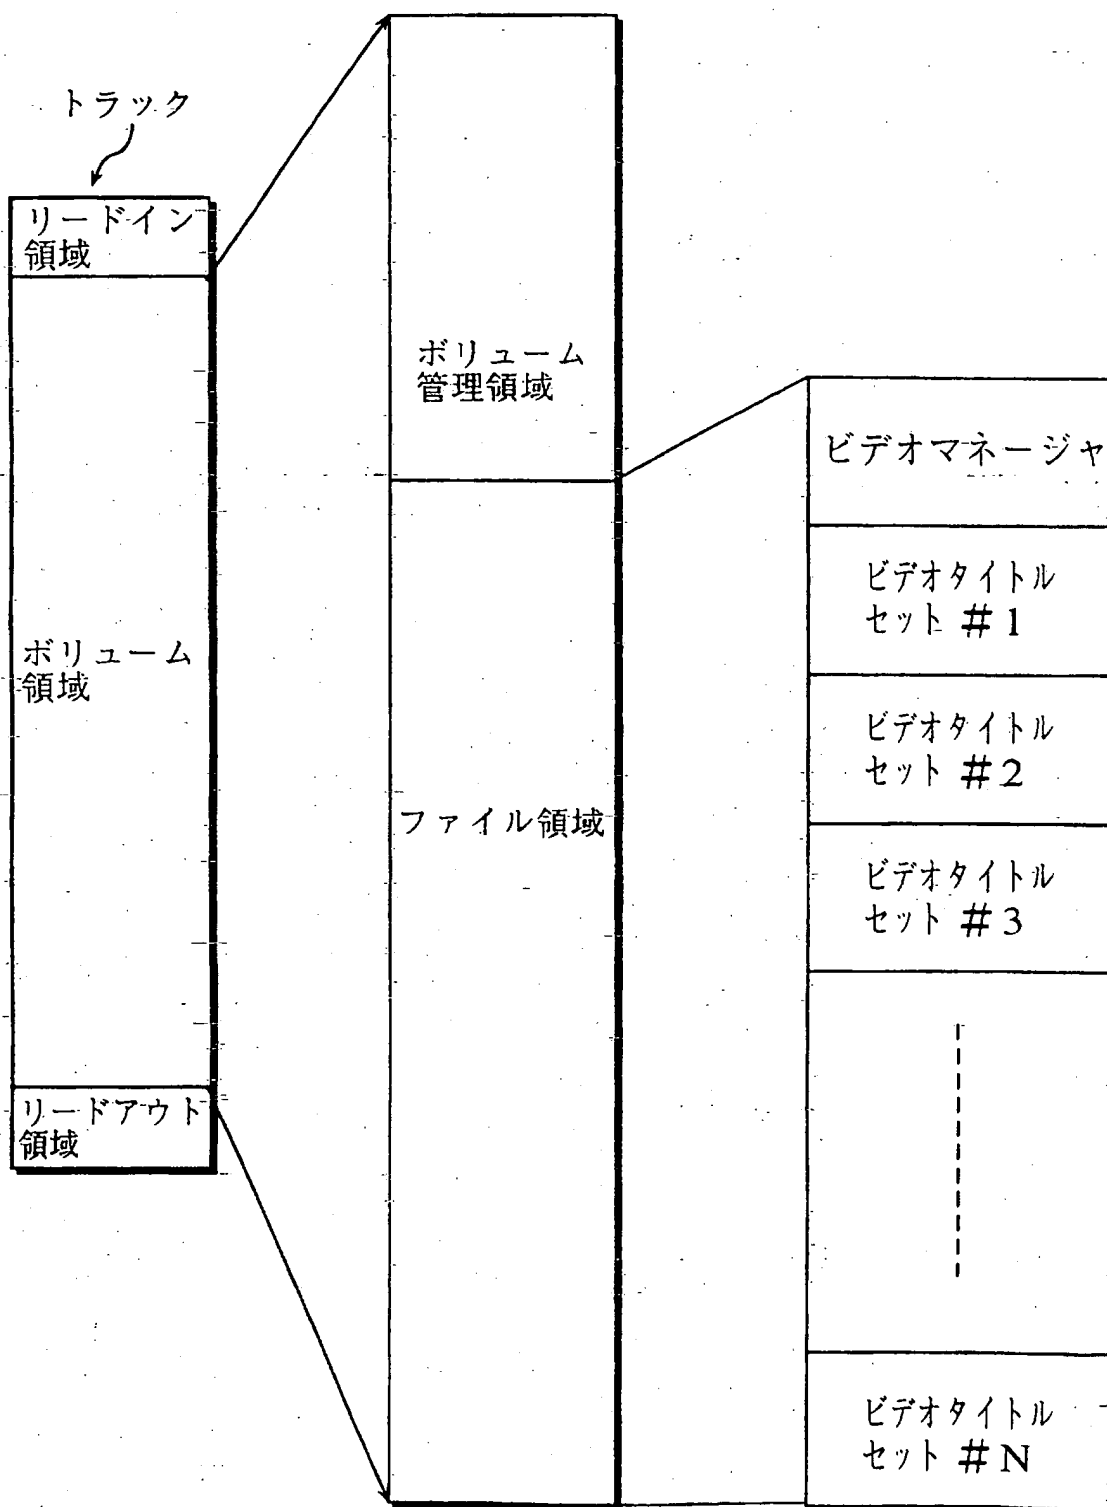 トラック
リードイン
領域
ボリューム
領域
リードアウト
領域
ボリューム
管理領域
ファイル領域
ビデオマネージャ
ビデオタイトル
セット #1
ビデオタイトル
セット #2
ビデオタイトル
セット #3
ビデオタイトル
セット #N